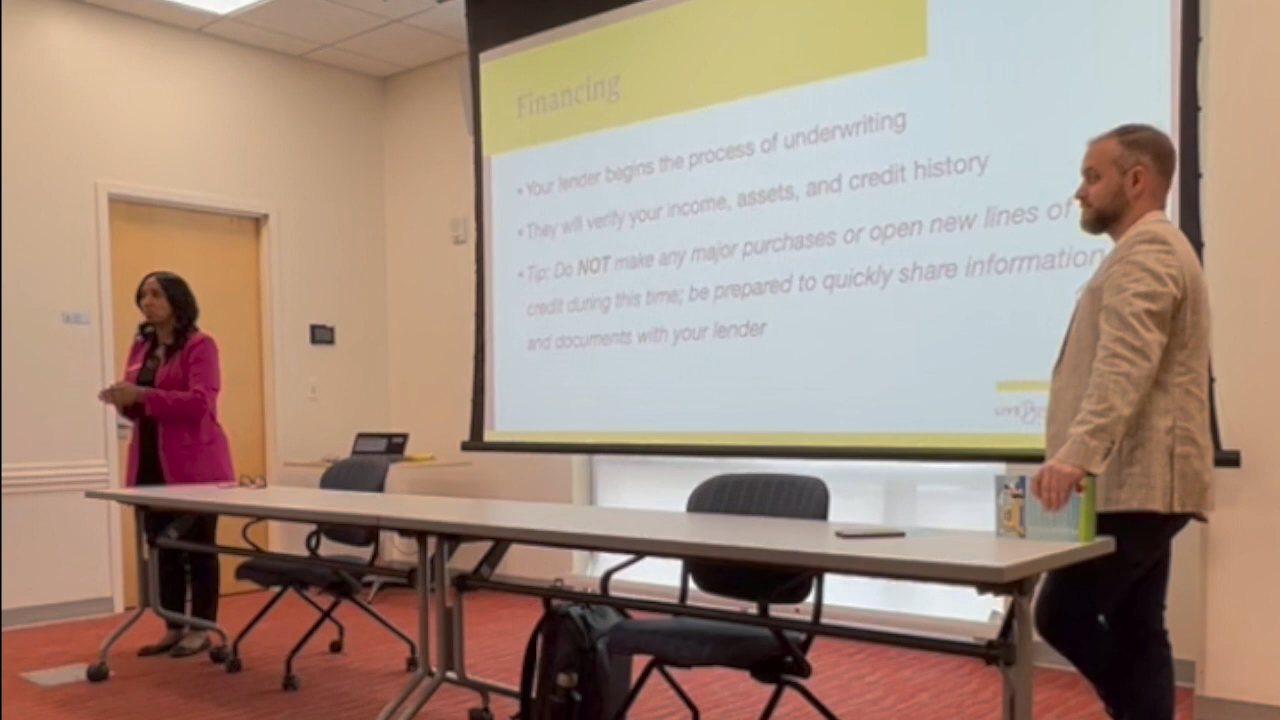 Financing
• Your lender begins the process of underwriting
• They will verify your income, assets, and credit history
• Tip: Do NOT make any major purchases or open new lines of
credit during this time; be prepared to quickly share information
and documents with your lender